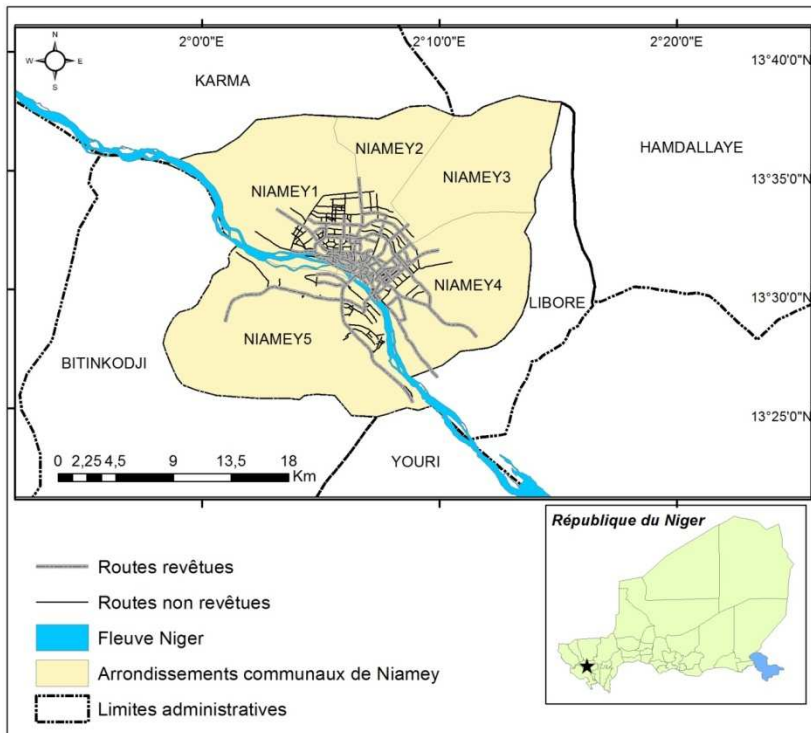 2°0'0"E 2°10'0"E 2°20'0"E
N
W E
S
13°40'0"N
KARMA
HAMDALLAYE
NIAMEY2
13°35'0"N
NIAMEY1 NIAMEY3
NIAMEY4
LIBORE
13°30'0"N
NIAMEY5
BITINKODJI
13°25'0"N
YOURI
0 2,25 4,5 9 13,5 18
Km
République du Niger
Routes revêtues
Routes non revêtues
Fleuve Niger
Arrondissements communaux de Niamey
Limites administratives